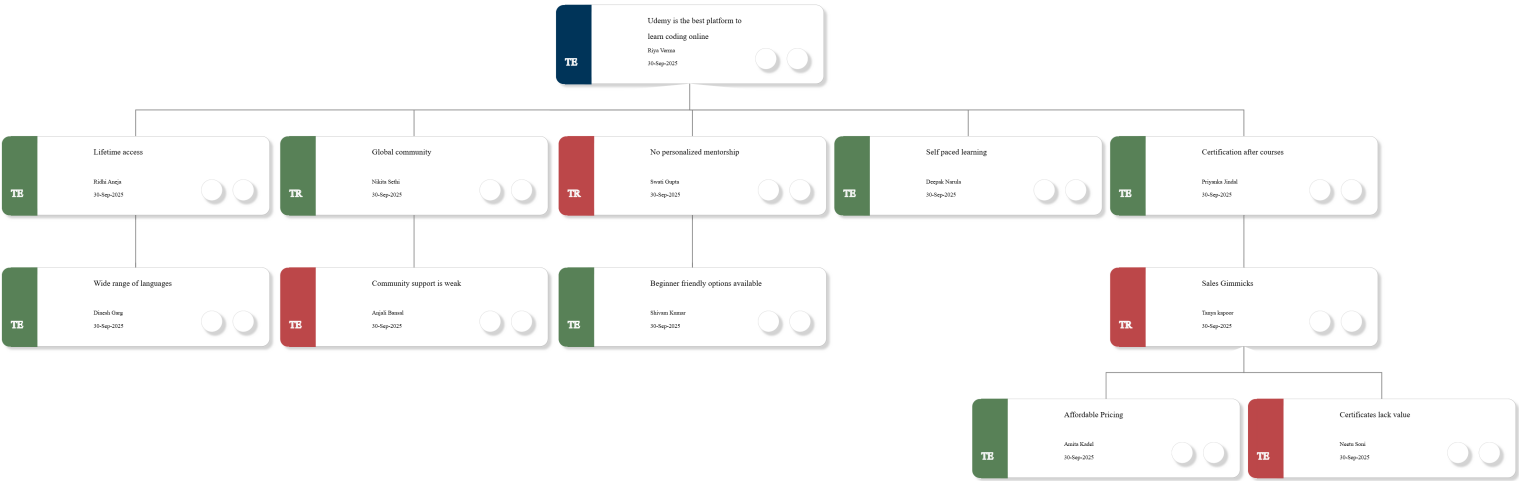 Udemy is the best platform to
learn coding online
Riya Varma
30-Sep-2025
TE
Lifetime access
Ridhi Aneja
30-Sep-2025
TE
Global community
Nikita Sethi
30-Sep-2025
TR
No personalized mentorship
Swati Gupta
30-Sep-2025
TR
Self paced learning
Deepak Narula
30-Sep-2025
TE
Certification after courses
Priyanka Jindal
30-Sep-2025
TE
Wide range of languages
Dinesh Garg
30-Sep-2025
TE
Community support is weak
Anjali Bansal
30-Sep-2025
TE
Beginner friendly options available
Shivam Kumar
30-Sep-2025
TE
Sales Gimmicks
Tanya kapoor
30-Sep-2025
TR
Affordable Pricing
Amita Kadal
30-Sep-2025
TE
Certificates lack value
Soni
30-Sep-2025
TE